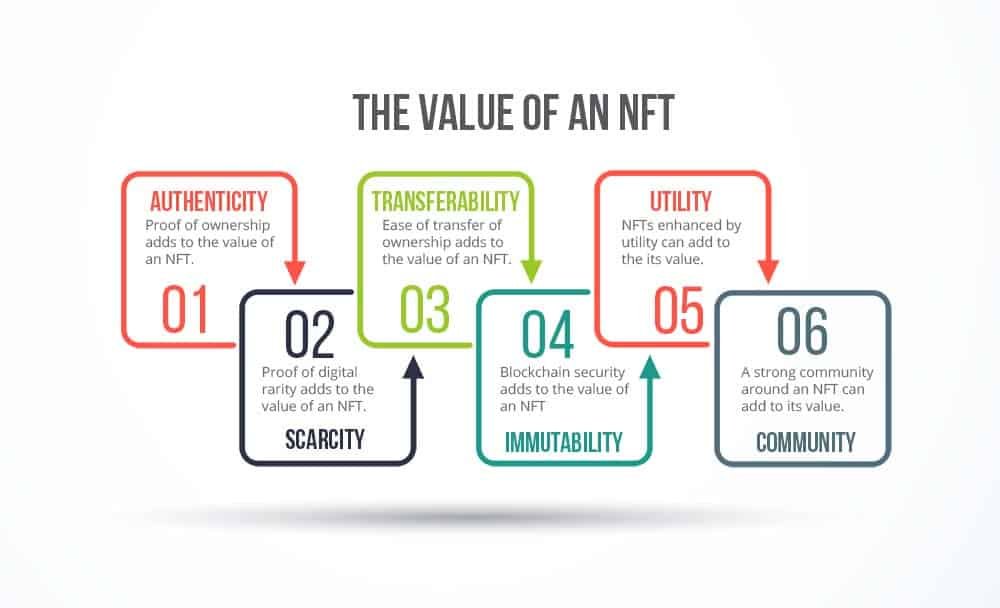 THE VALUE OF AN NFT
AUTHENTICITY
Proof of ownership
adds to the value of
an NFT.
01
02
Proof of digital
rarity adds to the
value of an NFT.
SCARCITY
TRANSFERABILITY
Ease of transfer of
ownership adds to
the value of an NFT.
03
04
Blockchain security
adds to the value of
an NFT
IMMUTABILITY
UTILITY
NFTs enhanced by
utility can add to
the its value.
05
06
A strong community
around an NFT can
add to its value.
COMMUNITY